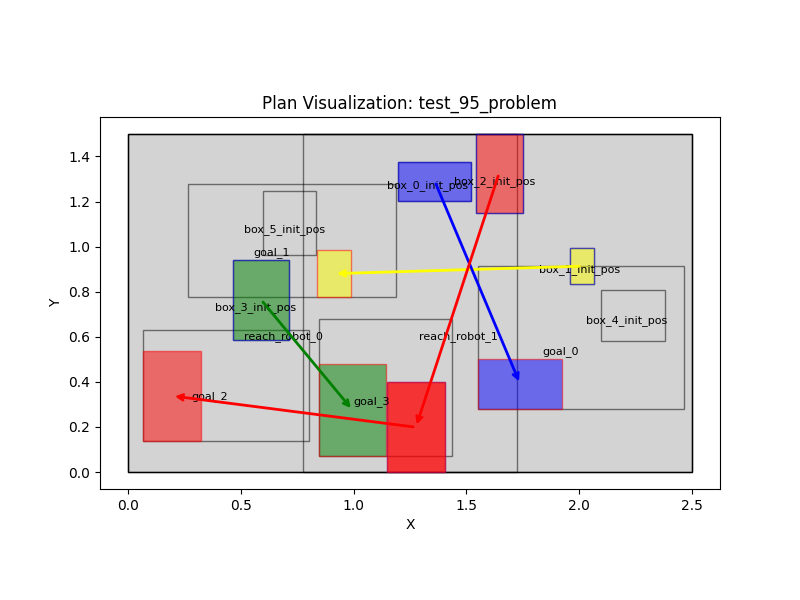 Plan Visualization: test_95_problem
box_0_init_pos
box_2_init_pos
box_5_init_pos
goal_1
box_1_init_pos
box_3_init_pos
box_4_init_pos
reach_robot_0
reach_robot_1
goal_0
goal_2
goal_3
Y
1.4
1.2
1.0
0.8
0.6
0.4
0.2
0.0
0.0 0.5 1.0 1.5 2.0 2.5
X